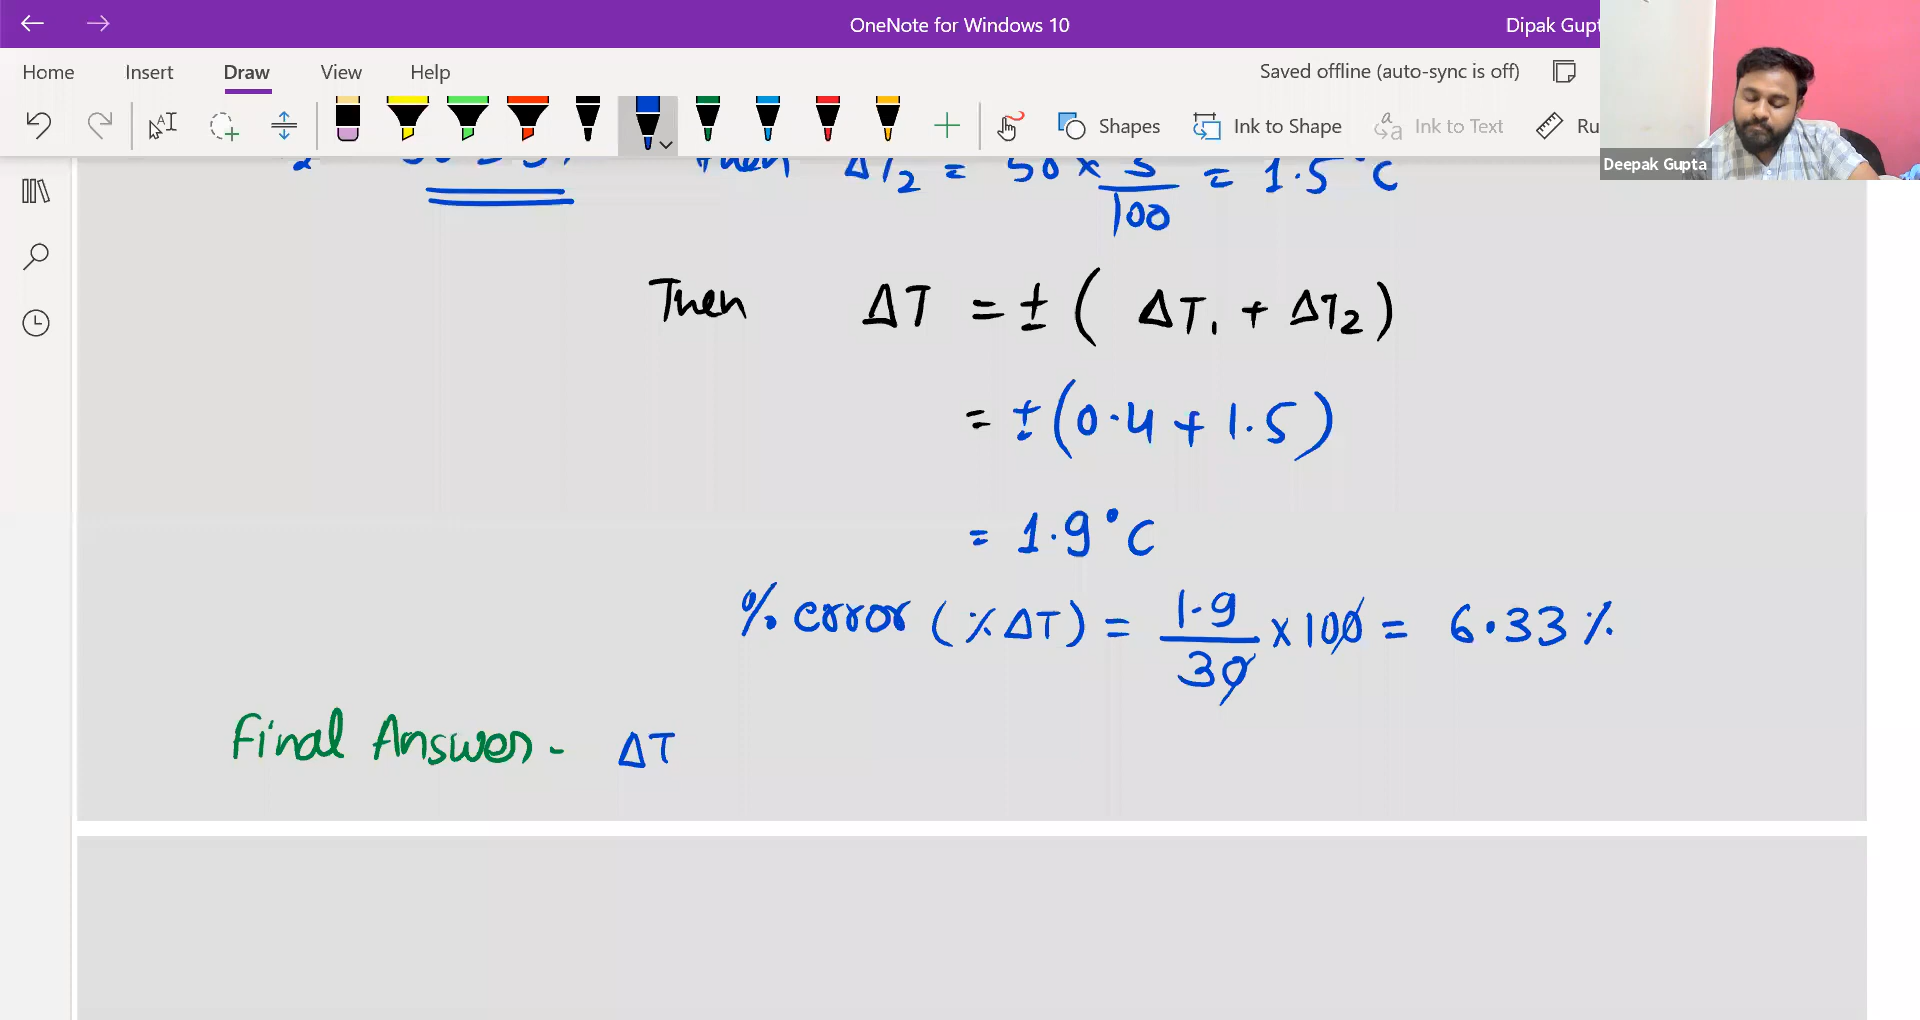 OneNote for Windows 10
Dipak Gupt
Home Insert Draw View Help
Saved offline (auto-sync is off)
Shapes Ink to Shape Ink to Text Ru
Deepak Gupta
Then ΔT2 = 50 × 3/100 = 1.5°C
Then ΔT = ± ( ΔT1 + ΔT2 )
= ± (0.4 + 1.5)
= 1.9°C
% error (% ΔT) = 1.9/30 × 100 = 6.33 %
Final Answer - ΔT